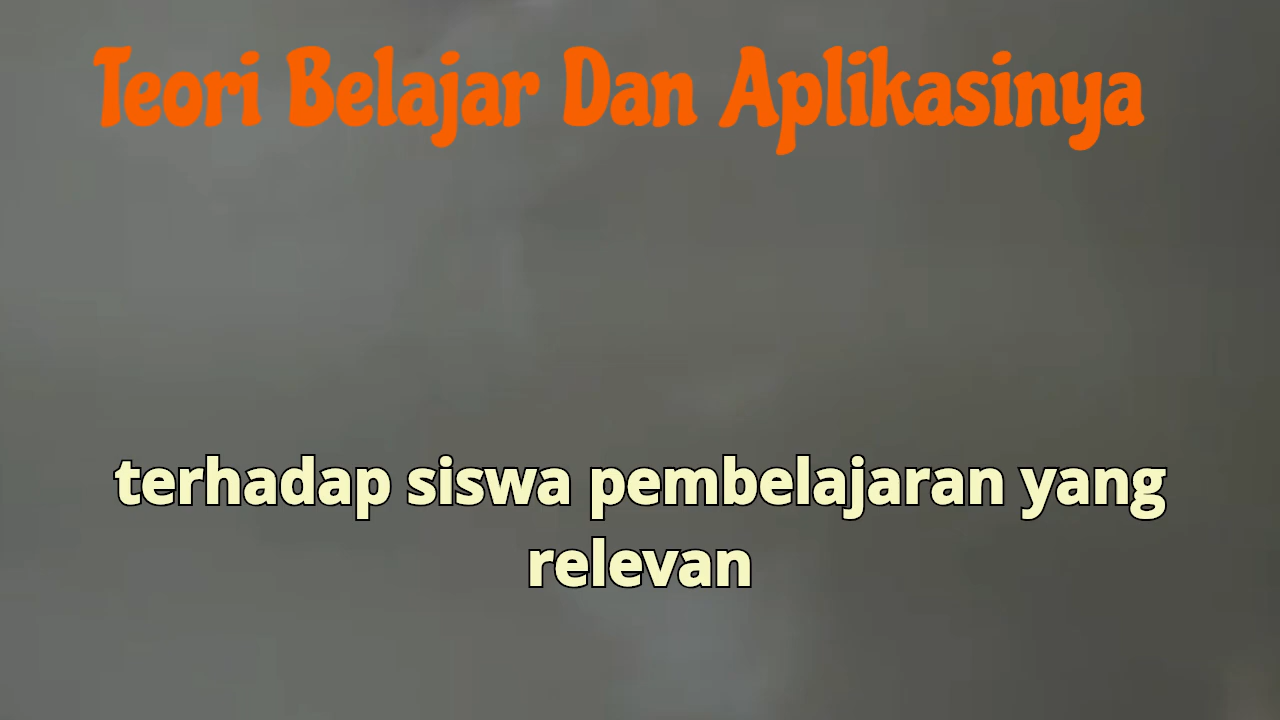 Teori Belajar Dan Aplikasinya
terhadap siswa pembelajaran yang
relevan